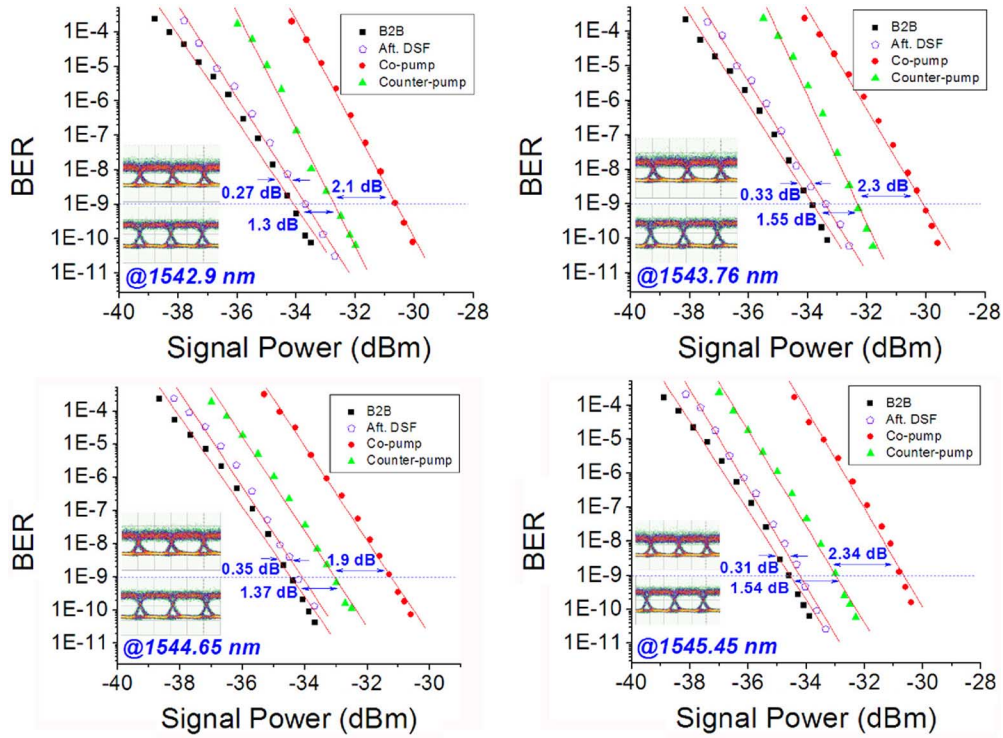 B2B
Aft. DSF
Co-pump
Counter-pump
1E-4
1E-5
1E-6
1E-7
1E-8
1E-9
1E-10
1E-11
BER
2.1 dB
0.27 dB
1.3 dB
@1542.9 nm
-40 -38 -36 -34 -32 -30 -28
Signal Power (dBm)
B2B
Aft. DSF
Co-pump
Counter-pump
1E-4
1E-5
1E-6
1E-7
1E-8
1E-9
1E-10
1E-11
BER
2.3 dB
0.33 dB
1.55 dB
@1543.76 nm
-40 -38 -36 -34 -32 -30 -28
Signal Power (dBm)
B2B
Aft. DSF
Co-pump
Counter-pump
1E-4
1E-5
1E-6
1E-7
1E-8
1E-9
1E-10
1E-11
BER
1.9 dB
0.35 dB
1.37 dB
@1544.65 nm
-40 -38 -36 -34 -32 -30
Signal Power (dBm)
B2B
Aft. DSF
Co-pump
Counter-pump
1E-4
1E-5
1E-6
1E-7
1E-8
1E-9
1E-10
1E-11
BER
2.34 dB
0.31 dB
1.54 dB
@1545.45 nm
-40 -38 -36 -34 -32 -30 -28
Signal Power (dBm)